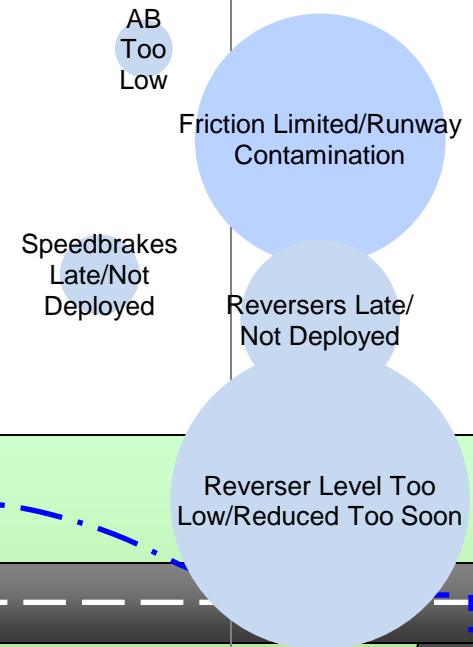 AB
Too
Low
Friction Limited/Runway
Contamination
Speedbrakes
Late/Not
Deployed
Reversers Late/
Not Deployed
Reverser Level Too
Low/Reduced Too Soon